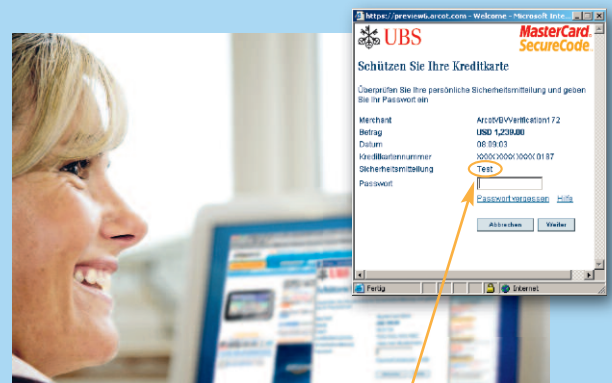 https://preview6.arcot.com - Welcome - Microsoft Inte...
UBS
MasterCard.
SecureCode.
Schützen Sie Ihre Kreditkarte
Überprüfen Sie Ihre persönliche Sicherheitsmitteilung und geben
Sie Ihr Passwort ein
Merchant ArcotVBVVerification172
Betrag USD 1,239.00
Datum 08.09.03
Kreditkartennummer XXXX XXXX XXXX 0187
Sicherheitsmitteilung Test
Passwort
Passwort vergessen Hilfe
Abbrechen Weiter
Fertig Internet
UBS